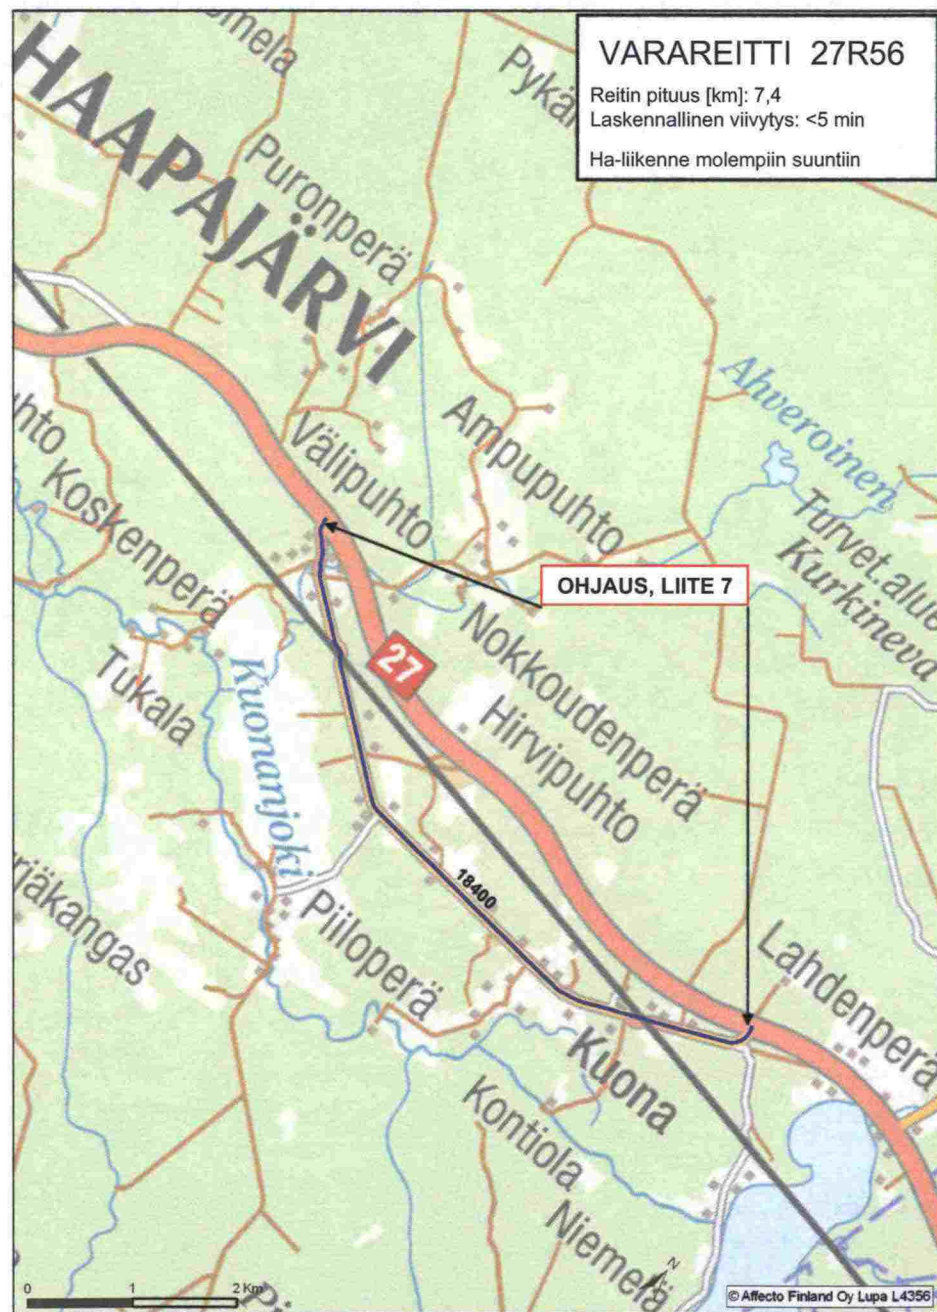 VARAREITTI 27R56
Reitin pituus [km]: 7,4
Laskennallinen viivytys: <5 min
Ha-liikenne molempiin suuntiin
HAAPAJÄRVI
Puronperä
Välipuhto
Ampupuhto
Ahveroinen
Turvet.alue
Kurkineva
Koskenperä
OHJAUS, LIITE 7
Tukala
Kuonanjoki
27
Nokkoudenperä
Hirvipuhto
18400
Piiloperä
Lahdenperä
Kuona
Kontiola
Niemelä
0 1 2 Km
N
© Affecto Finland Oy Lupa L4356